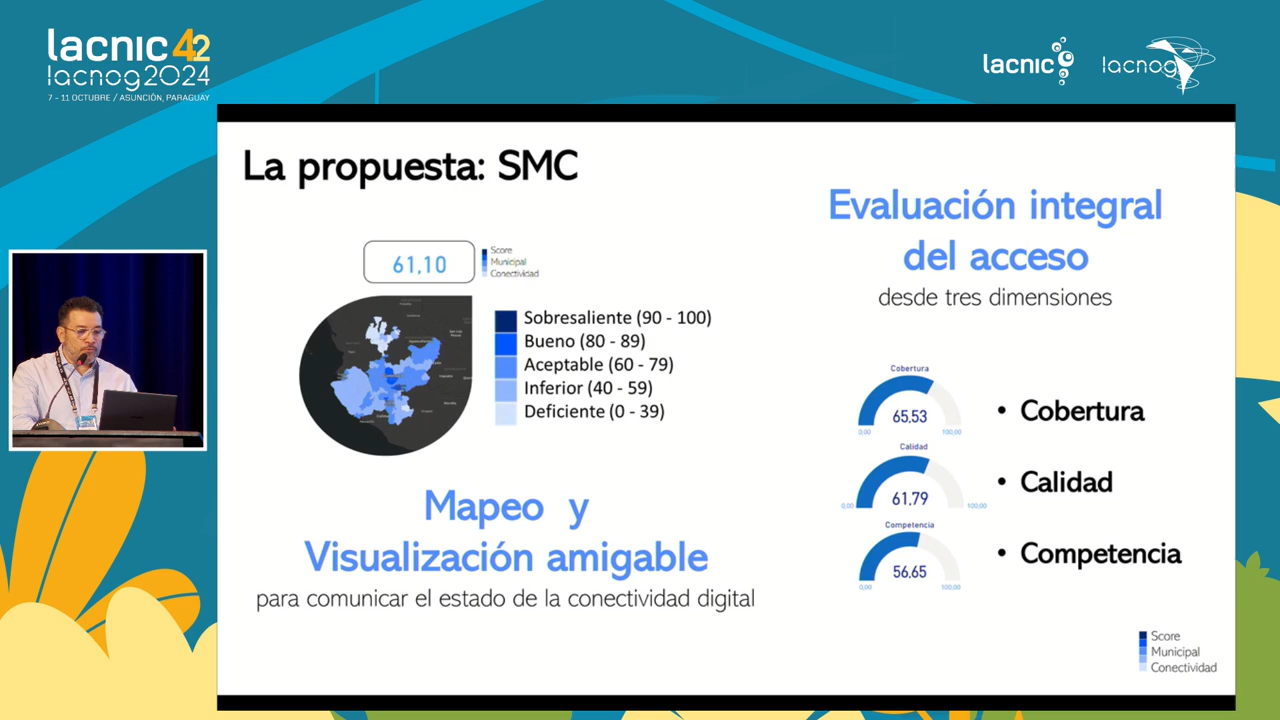 lacnic 42
lacnog2024
7 - 11 OCTUBRE / ASUNCIÓN, PARAGUAY
lacnic
lacnog
La propuesta: SMC
61,10
Score
Municipal
Conectividad
Sobresaliente (90 - 100)
Bueno (80 - 89)
Aceptable (60 - 79)
Inferior (40 - 59)
Deficiente (0 - 39)
Mapeo y
Visualización amigable
para comunicar el estado de la conectividad digital
Evaluación integral
del acceso
desde tres dimensiones
Cobertura
65,53
0,00 100,00
• Cobertura
Calidad
61,79
0,00 100,00
• Calidad
Competencia
56,65
0,00 100,00
• Competencia
Score
Municipal
Conectividad